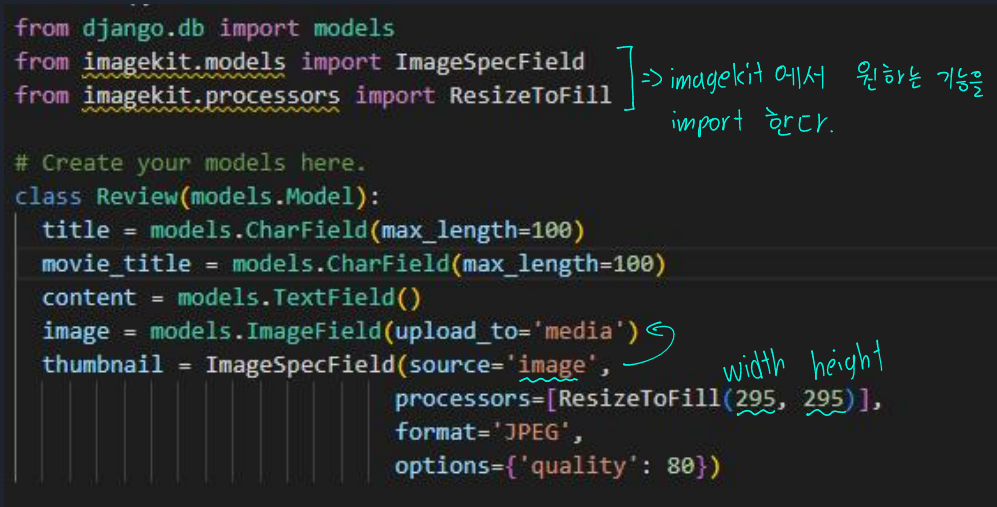 from django.db import models
from imagekit.models import ImageSpecField
from imagekit.processors import ResizeToFill
=> imagekit 에서 원하는 기능을
import 한다.
# Create your models here.
class Review(models.Model):
title = models.CharField(max_length=100)
movie_title = models.CharField(max_length=100)
content = models.TextField()
image = models.ImageField(upload_to='media')
thumbnail = ImageSpecField(source='image',
width height
processors=[ResizeToFill(295, 295)],
format='JPEG',
options={'quality': 80})